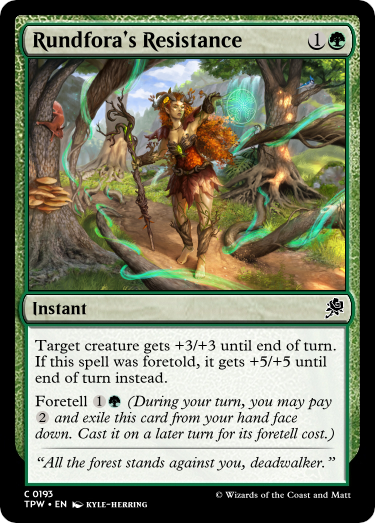 Rundfora's Resistance 1
Instant
Target creature gets +3/+3 until end of turn.
If this spell was foretold, it gets +5/+5 until
end of turn instead.
Foretell 1 (During your turn, you may pay
2 and exile this card from your hand face
down. Cast it on a later turn for its foretell cost.)
"All the forest stands against you, deadwalker."
C 0193
TPW • EN KYLE-HERRING © Wizards of the Coast and Matt